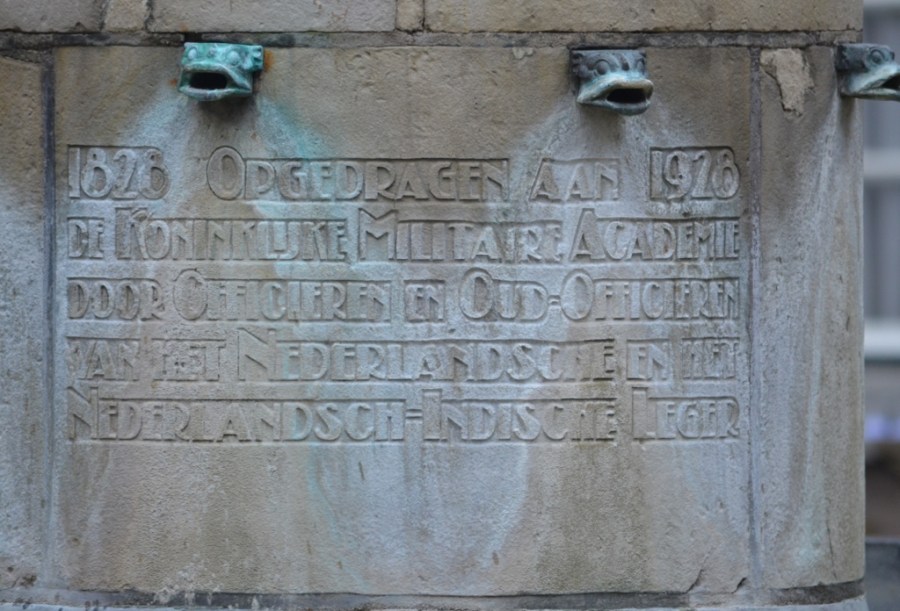 1828 OPGEDRAGEN AAN 1928
DE KONINKLIJKE MILITAIRE ACADEMIE
DOOR OFFICIEREN EN OUD=OFFICIEREN
VAN HET NEDERLANDSCHE EN HET
NEDERLANDSCH=INDISCHE LEGER